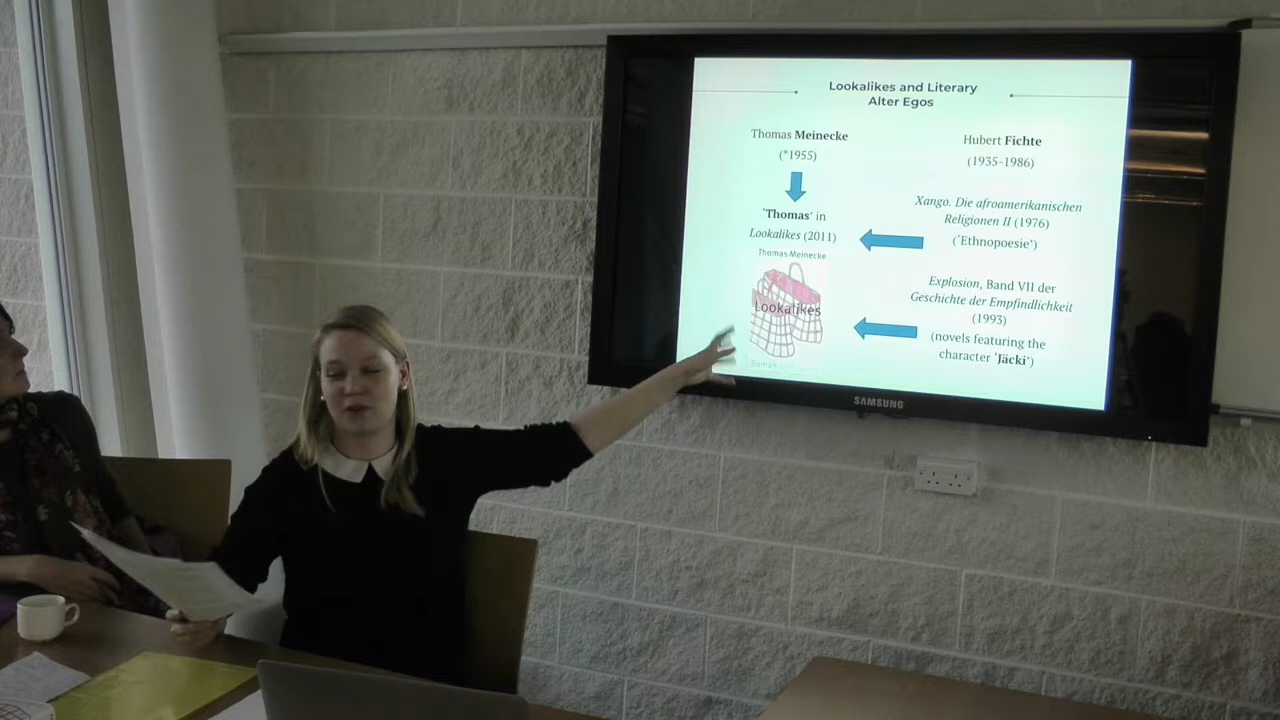 Lookalikes and Literary
Alter Egos
Thomas Meinecke
(*1955)
'Thomas' in
Lookalikes (2011)
Thomas Meinecke
Lookalikes
Roman
Hubert Fichte
(1935-1986)
Xango. Die afroamerikanischen
Religionen II (1976)
('Ethnopoesie')
Explosion, Band VII der
Geschichte der Empfindlichkeit
(1993)
(novels featuring the
character 'Jäcki')
SAMSUNG